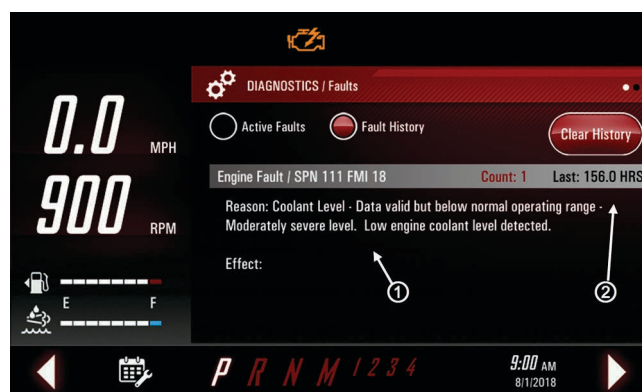 DIAGNOSTICS / Faults
0.0 MPH
Active Faults
Fault History
Clear History
Engine Fault / SPN 111 FMI 18
Count: 1
Last: 156.0 HRS
900 RPM
Reason: Coolant Level - Data valid but below normal operating range -
Moderately severe level. Low engine coolant level detected.
Effect:
1
2
E
F
P R N M 1 2 3 4
9:00 AM
8/1/2018